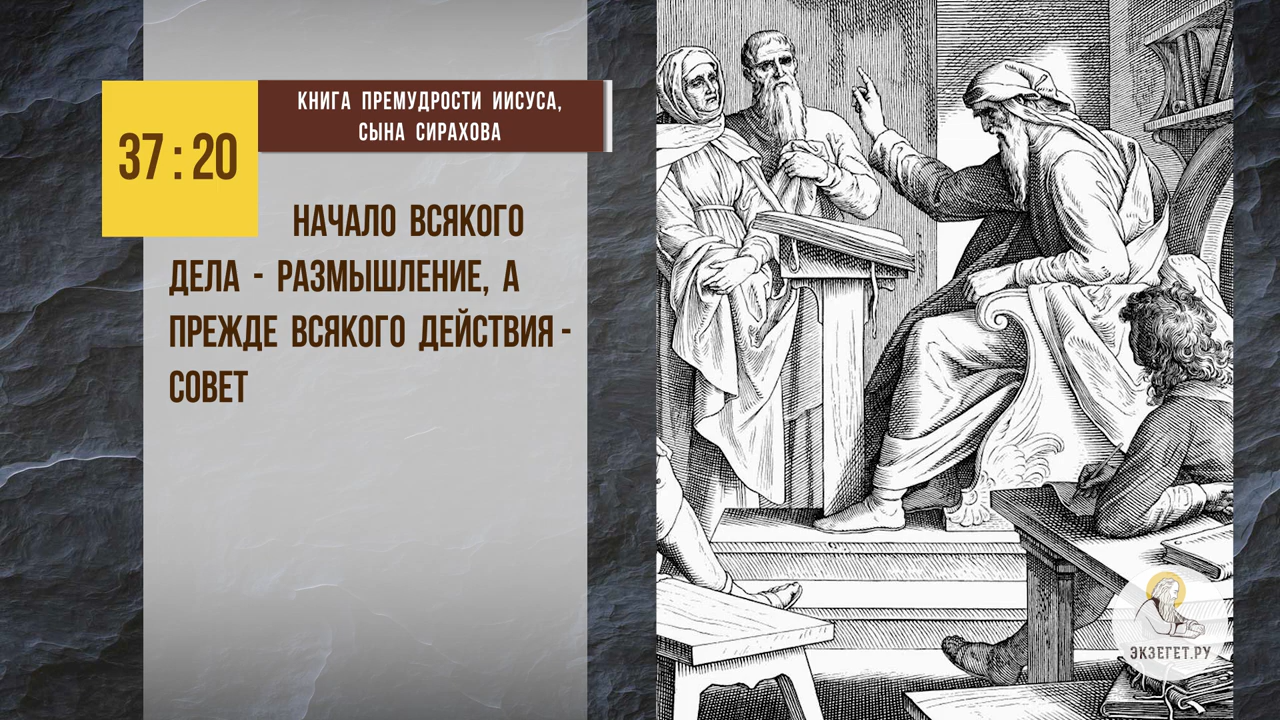 КНИГА ПРЕМУДРОСТИ ИИСУСА,
СЫНА СИРАХОВА
37:20
НАЧАЛО ВСЯКОГО
ДЕЛА - РАЗМЫШЛЕНИЕ, А
ПРЕЖДЕ ВСЯКОГО ДЕЙСТВИЯ -
СОВЕТ
ЭКЗЕГЕТ.РУ